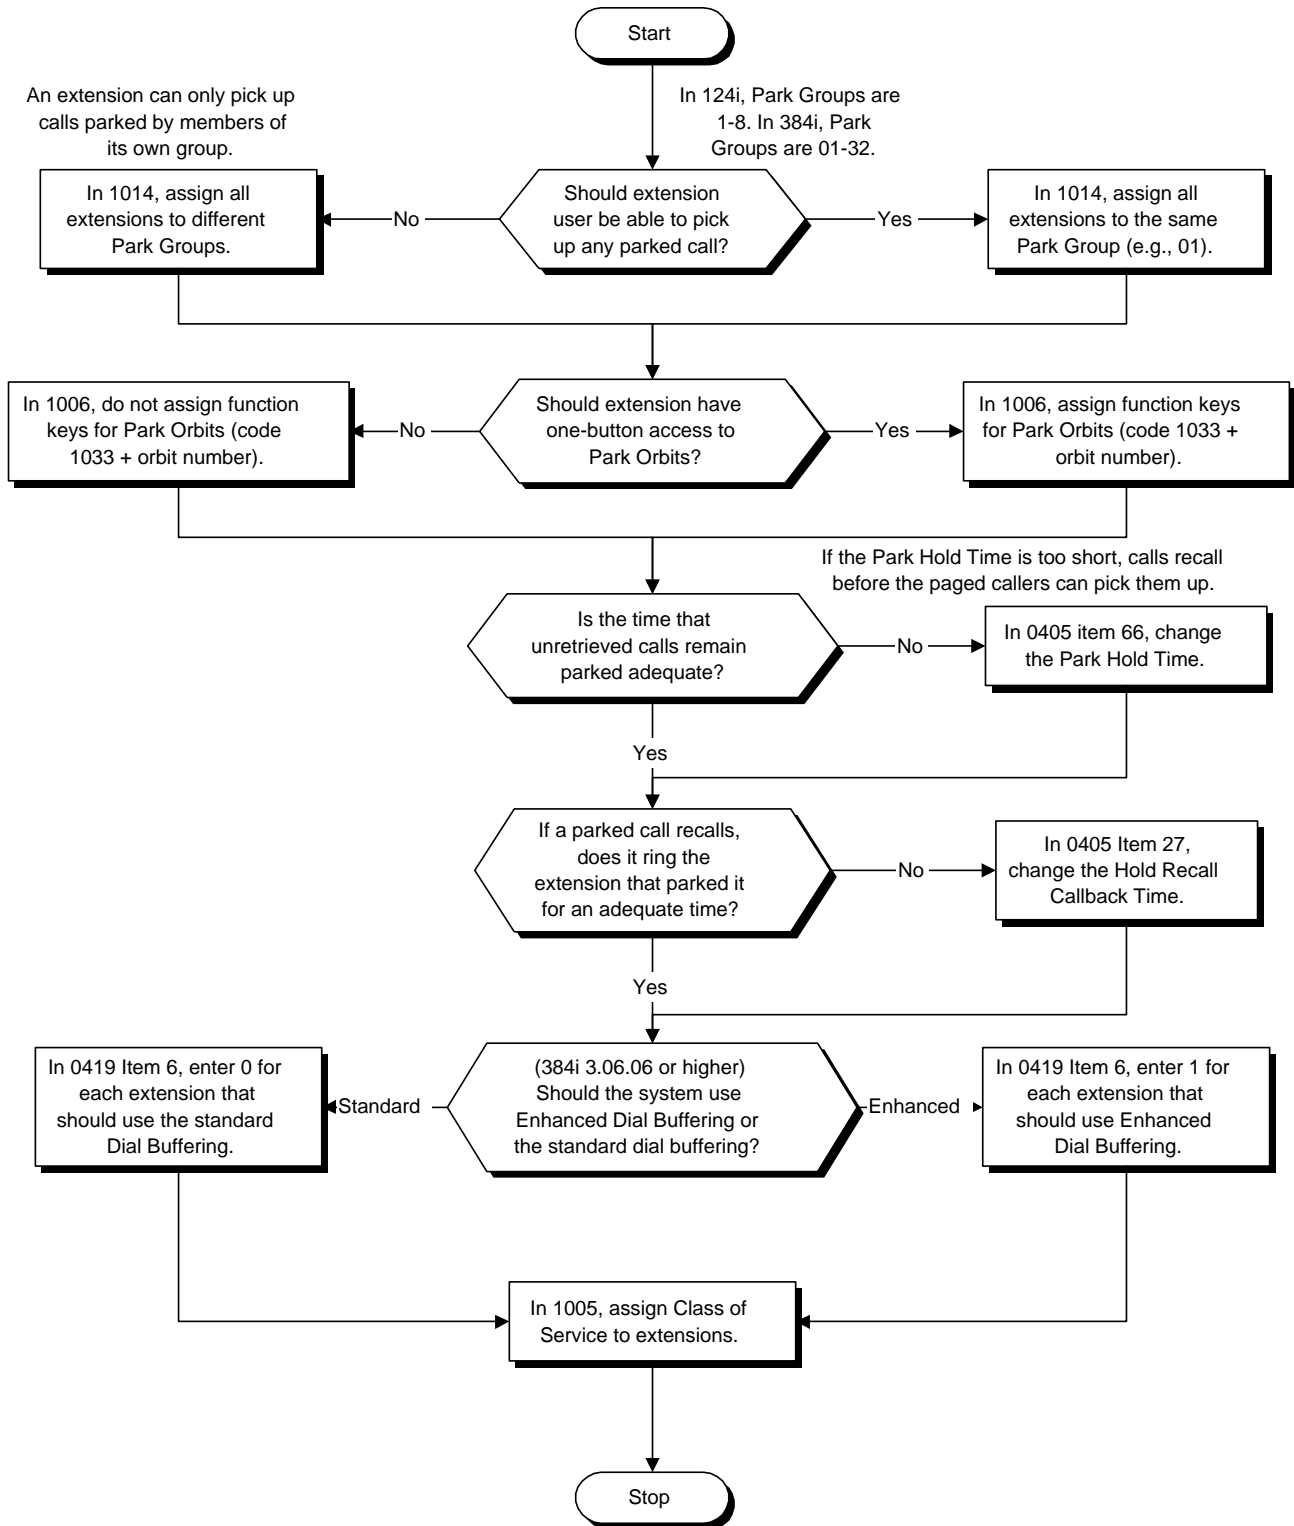 Start
An extension can only pick up
calls parked by members of
its own group.
In 124i, Park Groups are
1-8. In 384i, Park
Groups are 01-32.
In 1014, assign all
extensions to different
Park Groups.
No
Should extension
user be able to pick
up any parked call?
Yes
In 1014, assign all
extensions to the same
Park Group (e.g., 01).
In 1006, do not assign function
keys for Park Orbits (code
1033 + orbit number).
No
Should extension have
one-button access to
Park Orbits?
Yes
In 1006, assign function keys
for Park Orbits (code 1033 +
orbit number).
If the Park Hold Time is too short, calls recall
before the paged callers can pick them up.
Is the time that
unretrieved calls remain
parked adequate?
No
In 0405 item 66, change
the Park Hold Time.
Yes
If a parked call recalls,
does it ring the
extension that parked it
for an adequate time?
No
In 0405 Item 27,
change the Hold Recall
Callback Time.
Yes
In 0419 Item 6, enter 0 for
each extension that
should use the standard
Dial Buffering.
Standard
(384i 3.06.06 or higher)
Should the system use
Enhanced Dial Buffering or
the standard dial buffering?
Enhanced
In 0419 Item 6, enter 1 for
each extension that
should use Enhanced
Dial Buffering.
In 1005, assign Class of
Service to extensions.
Stop